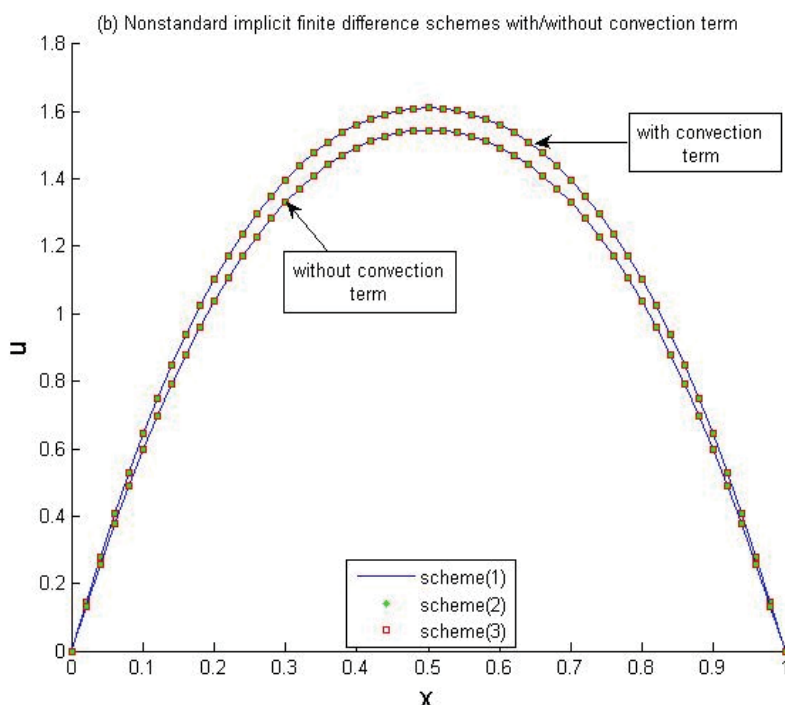 (b) Nonstandard implicit finite difference schemes with/without convection term
1.8
1.6
1.4
1.2
1
0.8
0.6
0.4
0.2
0
u
with convection
term
without convection
term
scheme(1)
scheme(2)
scheme(3)
0 0.1 0.2 0.3 0.4 0.5 0.6 0.7 0.8 0.9 1
x